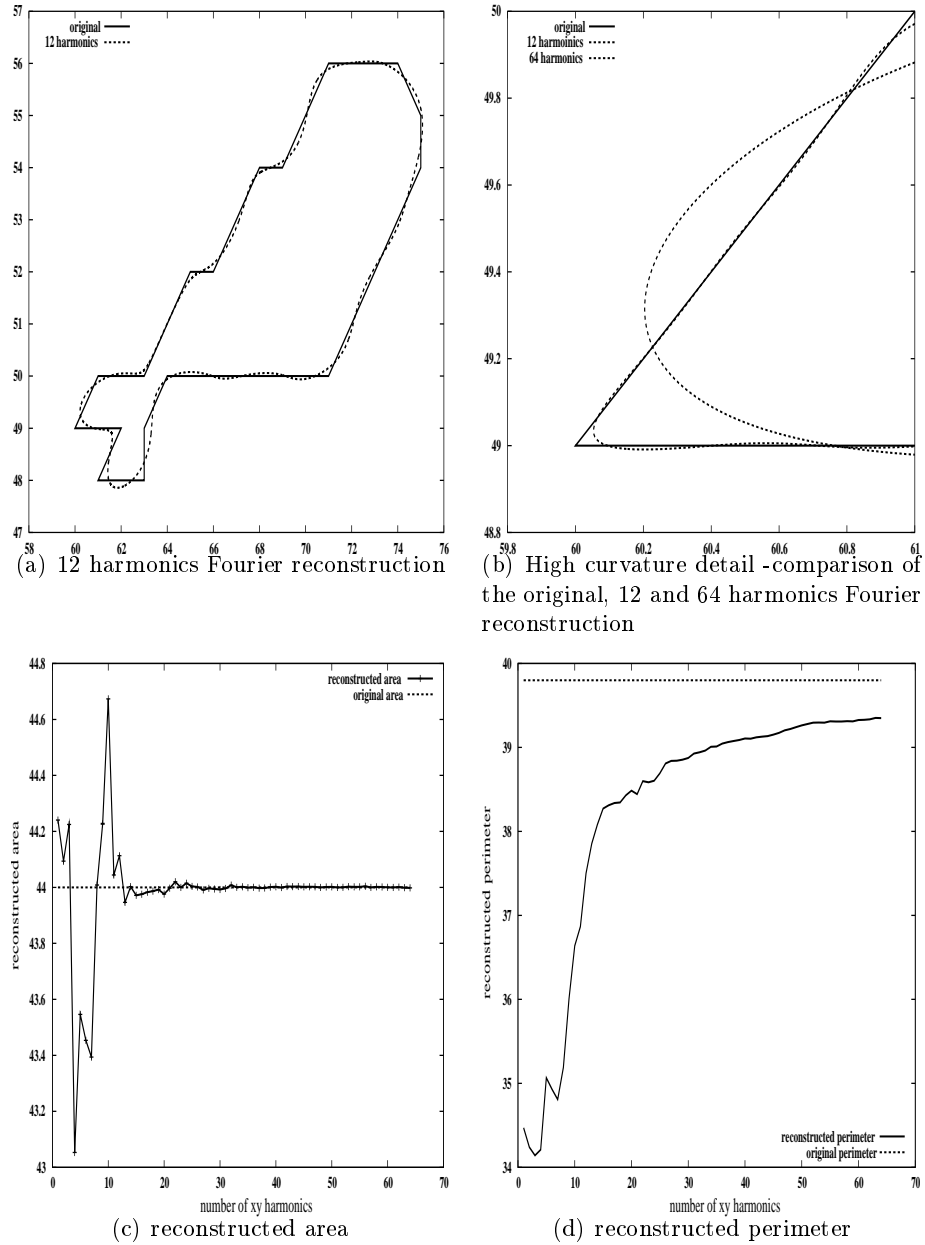 original
12 harmonics
56
55
54
53
52
51
50
49
48
47
58 60 62 64 66 68 70 72 74 76
(a) 12 harmonics Fourier reconstruction
original
12 harmoinics
64 harmonics
50
49.8
49.6
49.4
49.2
49
48.8
59.8 60 60.2 60.4 60.6 60.8 61
(b) High curvature detail -comparison of
the original, 12 and 64 harmonics Fourier
reconstruction
reconstructed area
original area
44.8
44.6
44.4
44.2
44
43.8
43.6
43.4
43.2
43
reconstructed area
0 10 20 30 40 50 60 70
number of xy harmonics
(c) reconstructed area
40
39
38
37
36
35
34
reconstructed perimeter
reconstructed perimeter
original perimeter
0 10 20 30 40 50 60 70
number of xy harmonics
(d) reconstructed perimeter